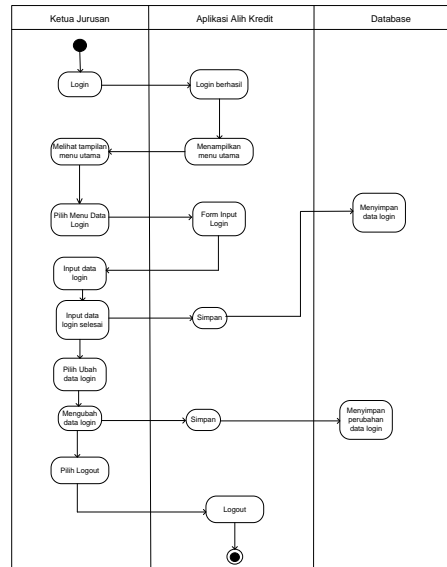 Ketua Jurusan
Aplikasi Alih Kredit
Database
Login
Login berhasil
Melihat tampilan
menu utama
Menampilkan
menu utama
Pilih Menu Data
Login
Form Input
Login
Menyimpan
data login
Input data
login
Input data
login selesai
Simpan
Pilih Ubah
data login
Mengubah
data login
Simpan
Menyimpan
perubahan
data login
Pilih Logout
Logout